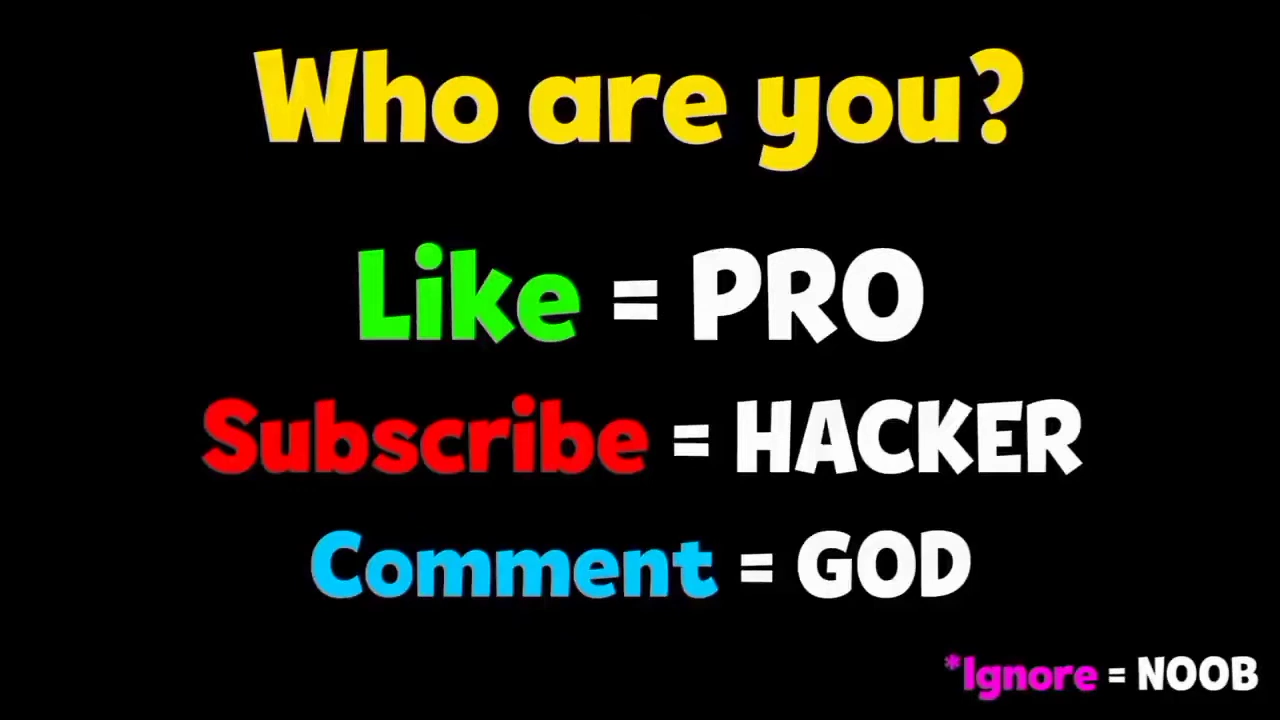 Who are you?
Like = PRO
Subscribe = HACKER
Comment = GOD
*Ignore = NOOB